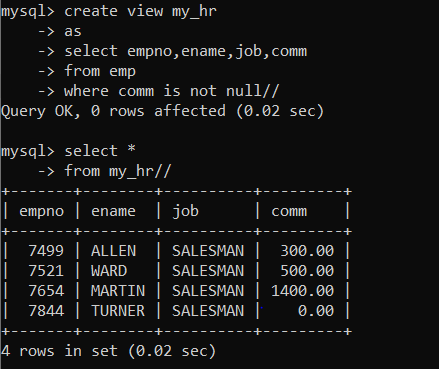 mysql> create view my_hr
    -> as
    -> select empno,ename,job,comm
    -> from emp
    -> where comm is not null//
Query OK, 0 rows affected (0.02 sec)

mysql> select *
    -> from my_hr//
+-------+--------+----------+---------+
| empno | ename  | job      | comm    |
+-------+--------+----------+---------+
|  7499 | ALLEN  | SALESMAN |  300.00 |
|  7521 | WARD   | SALESMAN |  500.00 |
|  7654 | MARTIN | SALESMAN | 1400.00 |
|  7844 | TURNER | SALESMAN |    0.00 |
+-------+--------+----------+---------+
4 rows in set (0.02 sec)